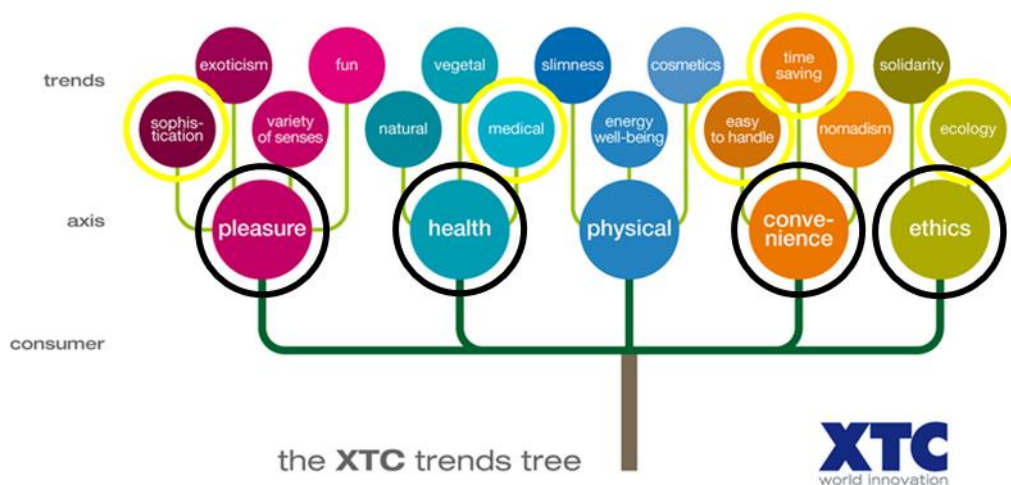 trends
exoticism
fun
vegetal
slimness
cosmetics
time
saving
solidarity
sophis-
tication
variety
of senses
natural
medical
energy
well-being
easy
to handle
nomadism
ecology
axis
pleasure
health
physical
conve-
nience
ethics
consumer
the XTC trends tree
XTC
world innovation